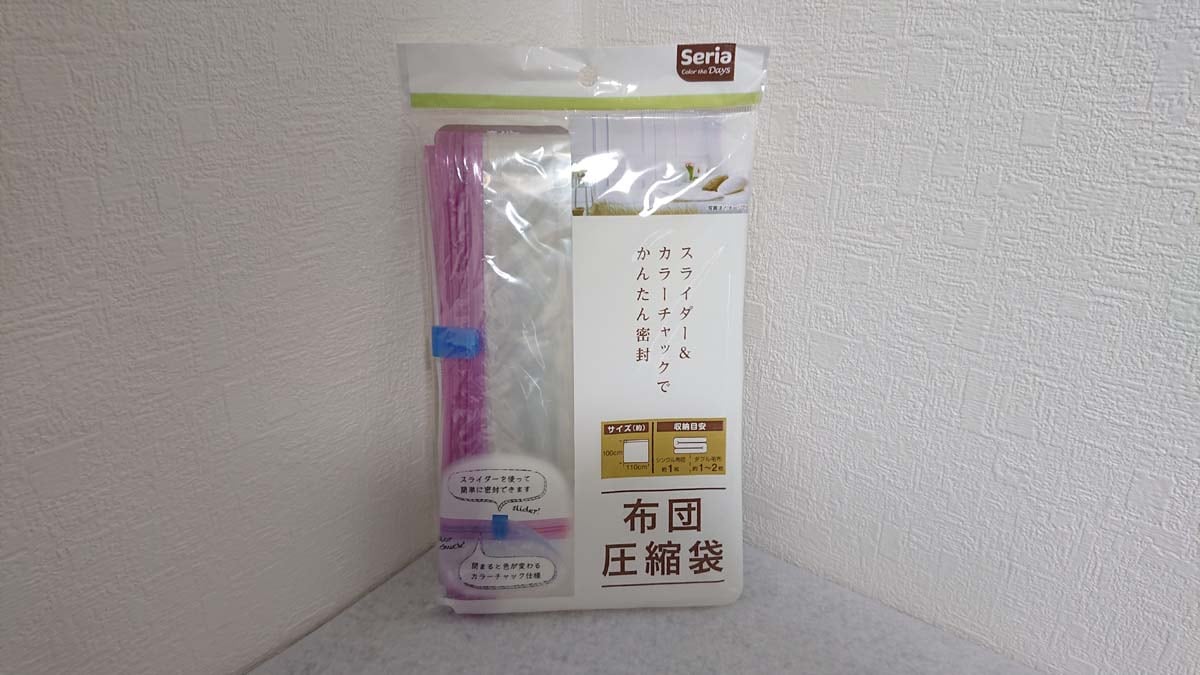 Seria
Color the Days
スライダー&
カラーチャックで
かんたん密封
サイズ(約)
100cm
110cm
収納目安
シングル布団
約1枚
ダブル毛布
約1〜2枚
布団
圧縮袋
スライダーを使って
簡単に密封できます
slider
閉まると色が変わる
カラーチャック仕様